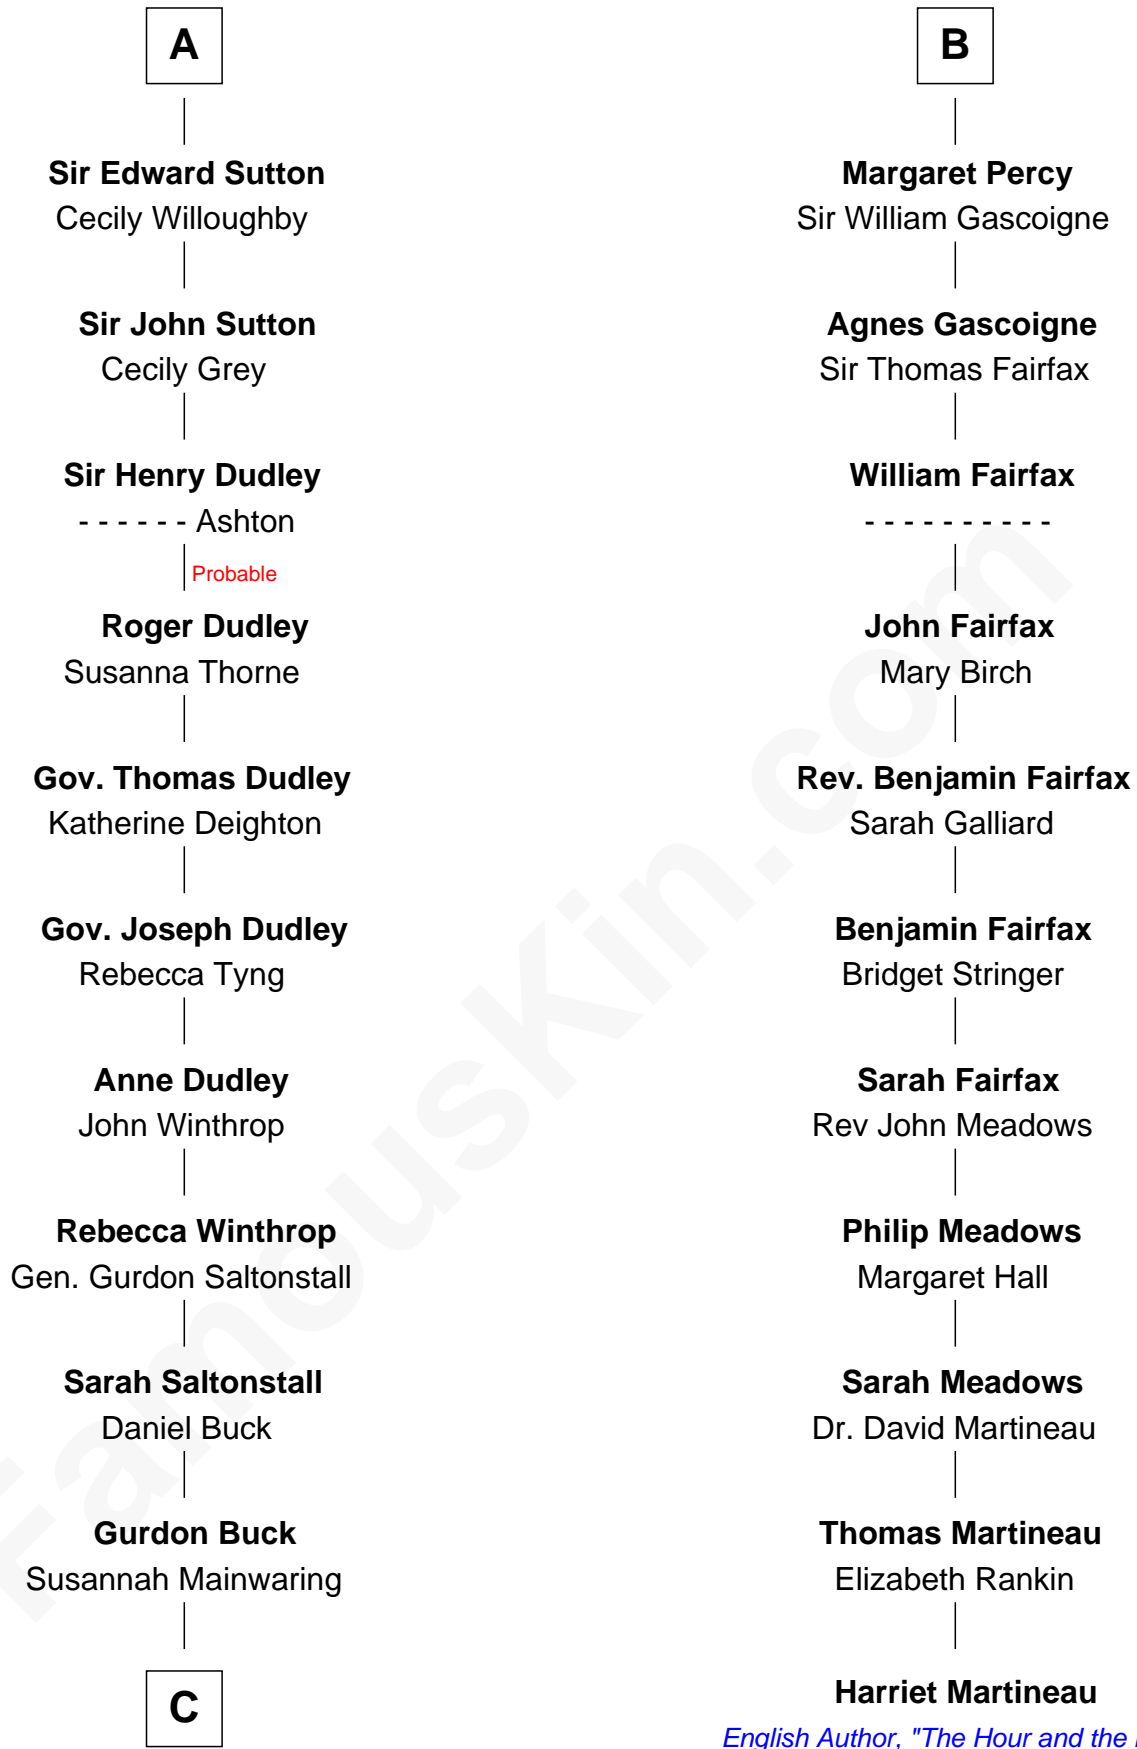 A
Sir Edward Sutton
Cecily Willoughby
Sir John Sutton
Cecily Grey
Sir Henry Dudley
- - - - - - Ashton
Probable
Roger Dudley
Susanna Thorne
Gov. Thomas Dudley
Katherine Deighton
Gov. Joseph Dudley
Rebecca Tyng
Anne Dudley
John Winthrop
Rebecca Winthrop
Gen. Gurdon Saltonstall
Sarah Saltonstall
Daniel Buck
Gurdon Buck
Susannah Mainwaring
C
B
Margaret Percy
Sir William Gascoigne
Agnes Gascoigne
Sir Thomas Fairfax
William Fairfax
- - - - - - - - - -
John Fairfax
Mary Birch
Rev. Benjamin Fairfax
Sarah Galliard
Benjamin Fairfax
Bridget Stringer
Sarah Fairfax
Rev John Meadows
Philip Meadows
Margaret Hall
Sarah Meadows
Dr. David Martineau
Thomas Martineau
Elizabeth Rankin
Harriet Martineau
English Author, "The Hour and the
FamousKin.com